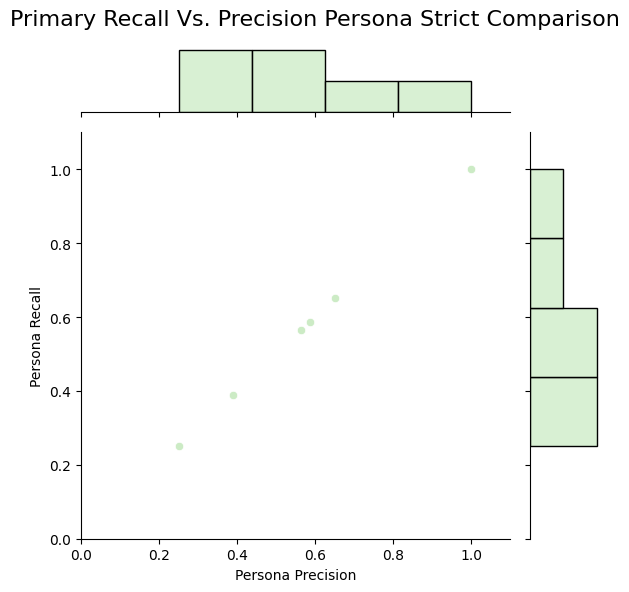 Primary Recall Vs. Precision Persona Strict Comparison
1.0
0.8
0.6
0.4
0.2
0.0
Persona Recall
0.0 0.2 0.4 0.6 0.8 1.0
Persona Precision